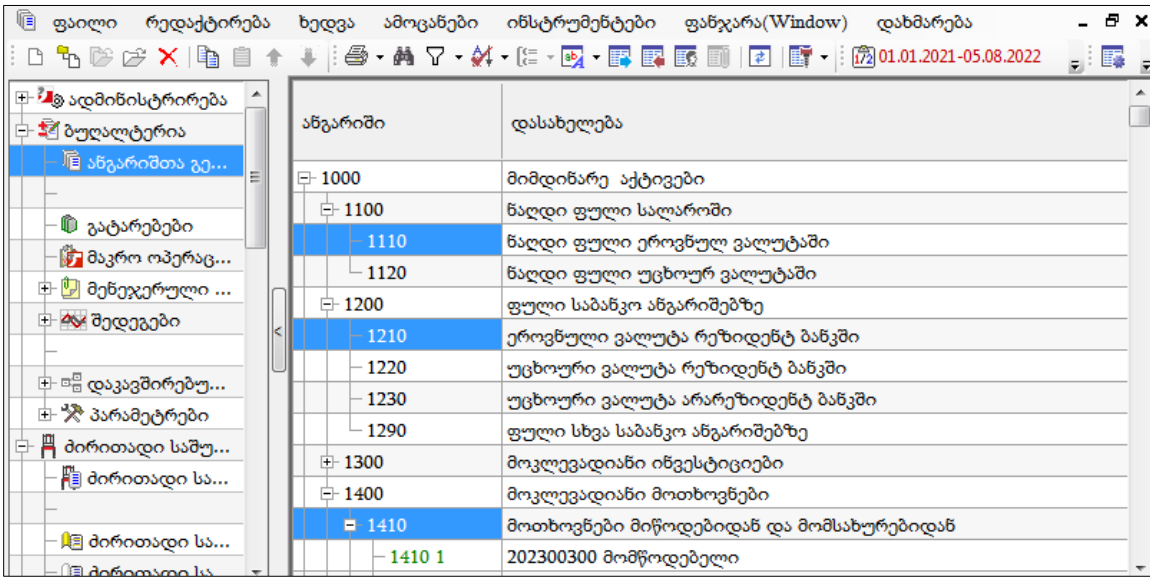 ფაილი რედაქტირება ხედვა ამოცანები ინსტრუმენტები ფანჯარა(Window) დახმარება
01.01.2021-05.08.2022
ადმინისტრირება
ბუღალტერია
ანგარიშთა გე...
გატარებები
მაკრო ოპერაც...
მენეჯერული ...
შედეგები
დაკავშირებუ...
პარამეტრები
ძირითადი საშუ...
ძირითადი სა...
ძირითადი სა...
ძირითადი სა...
ანგარიში დასახელება
1000 მიმდინარე აქტივები
1100 ნაღდი ფული სალაროში
1110 ნაღდი ფული ეროვნულ ვალუტაში
1120 ნაღდი ფული უცხოურ ვალუტაში
1200 ფული საბანკო ანგარიშებზე
1210 ეროვნული ვალუტა რეზიდენტ ბანკში
1220 უცხოური ვალუტა რეზიდენტ ბანკში
1230 უცხოური ვალუტა არარეზიდენტ ბანკში
1290 ფული სხვა საბანკო ანგარიშებზე
1300 მოკლევადიანი ინვესტიციები
1400 მოკლევადიანი მოთხოვნები
1410 მოთხოვნები მიწოდებიდან და მომსახურებიდან
1410 1 202300300 მომწოდებელი